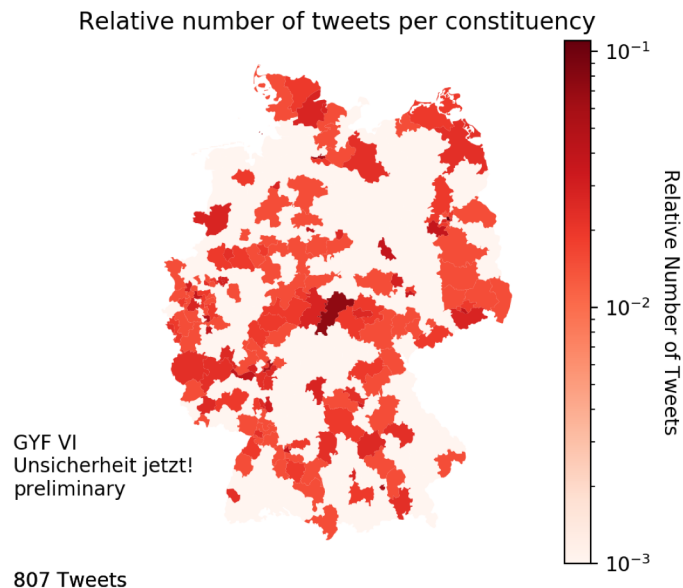 Relative number of tweets per constituency
10⁻¹
10⁻²
10⁻³
Relative Number of Tweets
GYF VI
Unsicherheit jetzt!
preliminary
807 Tweets